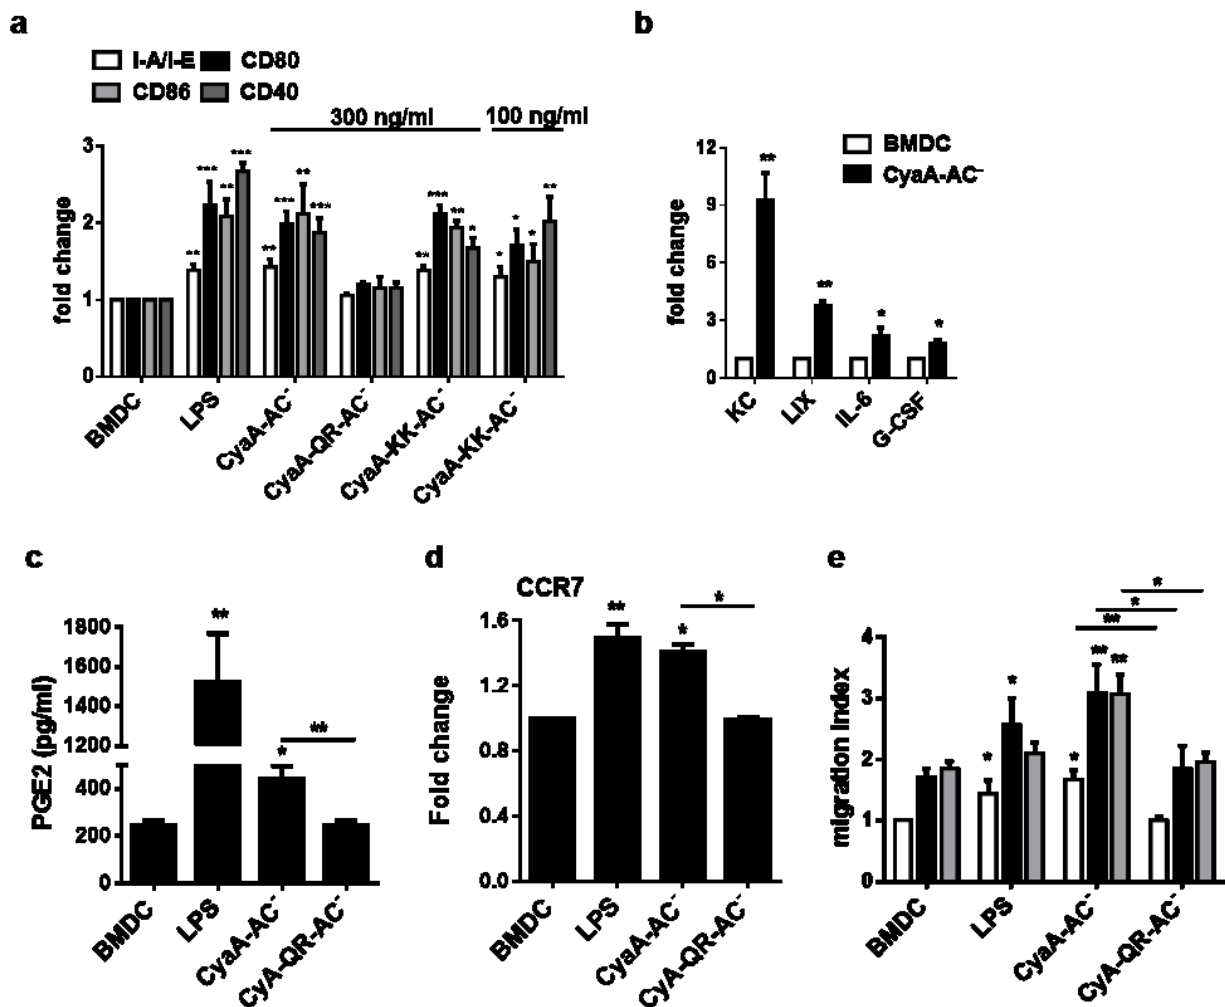 a
I-A/I-E CD80
CD86 CD40
300 ng/ml 100 ng/ml
fold change
3
2
1
0
** *** ** ***
** *** ** ***
** *** ** *
* * * **
BMDC
LPS
CyaA-AC⁻
CyaA-QR-AC⁻
CyaA-KK-AC⁻
CyaA-KK-AC⁻
b
BMDC
CyaA-AC⁻
fold change
12
9
6
3
0
** ** * *
KC
LIX
IL-6
G-CSF
c
PGE2 (pg/ml)
1800
1600
1400
1200
400
200
0
** * **
BMDC
LPS
CyaA-AC⁻
CyA-QR-AC⁻
d
CCR7
Fold change
1.6
1.2
0.8
0.4
0.0
** * *
BMDC
LPS
CyaA-AC⁻
CyA-QR-AC⁻
e
migration index
4
3
2
1
0
*
*
**
* * * ** **
BMDC
LPS
CyaA-AC⁻
CyA-QR-AC⁻